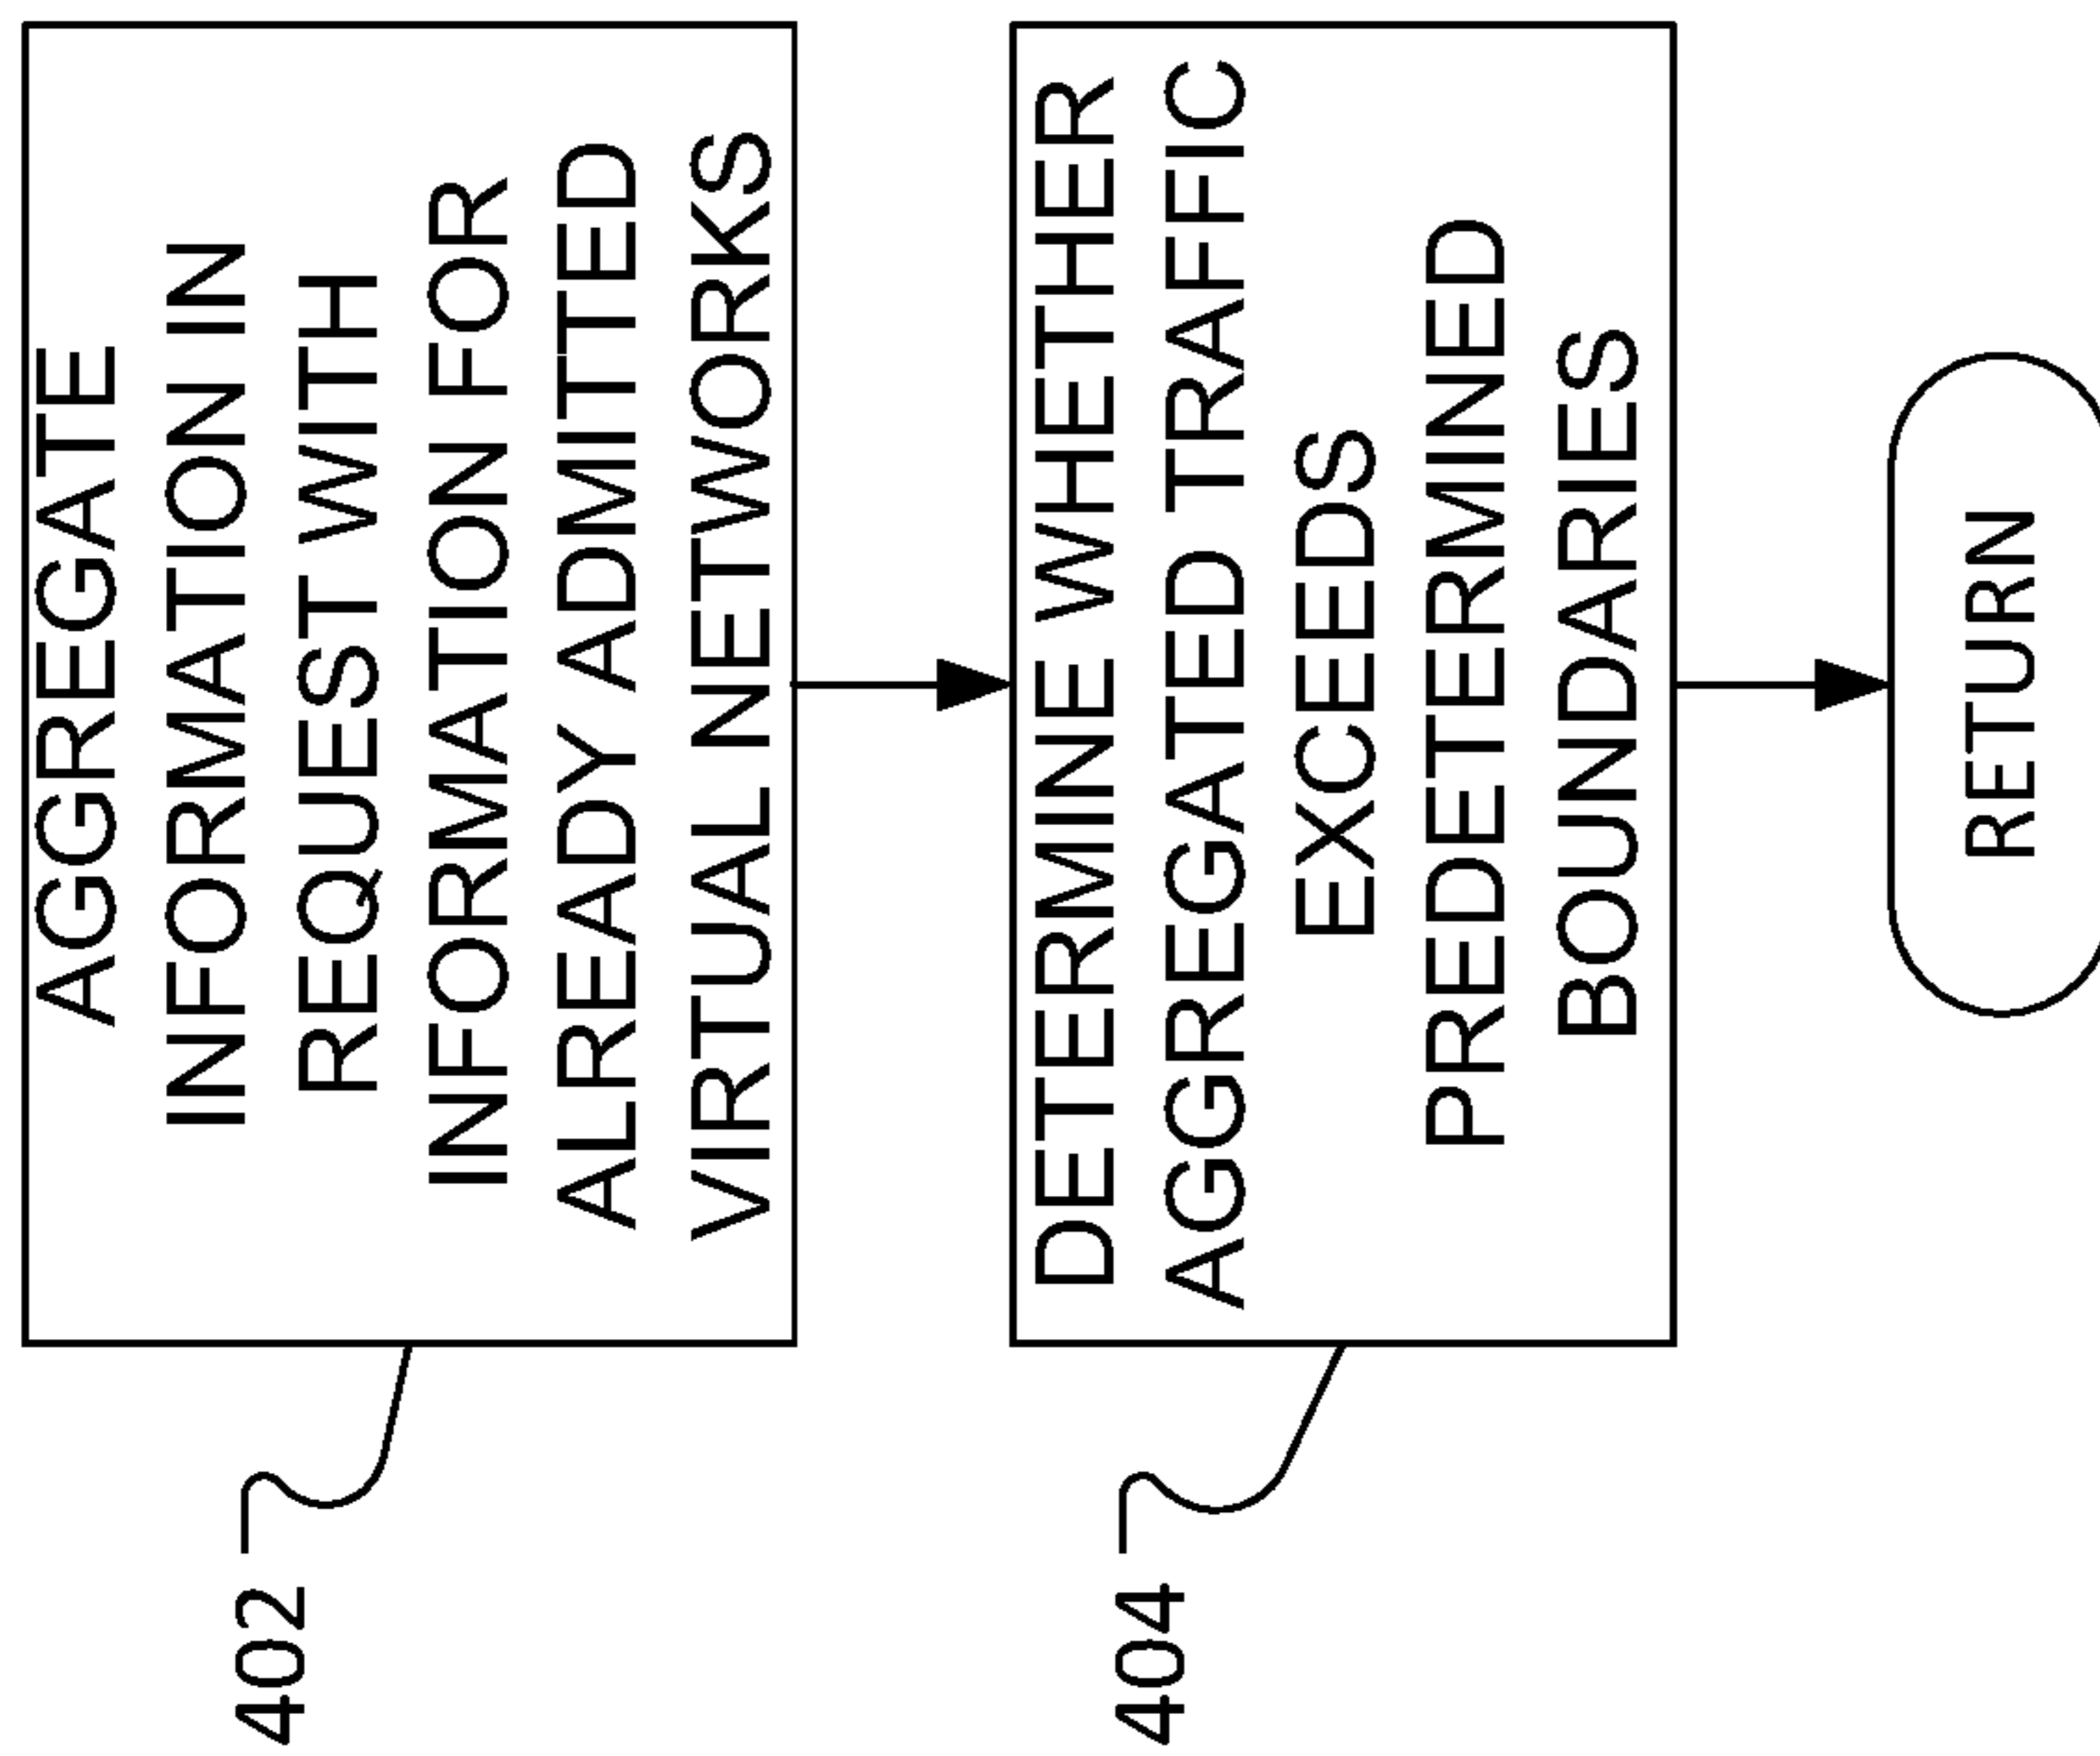 AGGREGATE
INFORMATION IN
REQUEST WITH
INFORMATION FOR
ALREADY ADMITTED
VIRTUAL NETWORKS
402
DETERMINE WHETHER
AGGREGATED TRAFFIC
EXCEEDS
PREDETERMINED
BOUNDARIES
404
RETURN